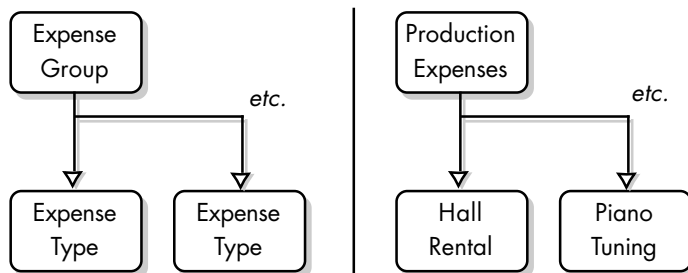 Expense
Group
etc.
Expense
Type
Expense
Type
Production
Expenses
etc.
Hall
Rental
Piano
Tuning